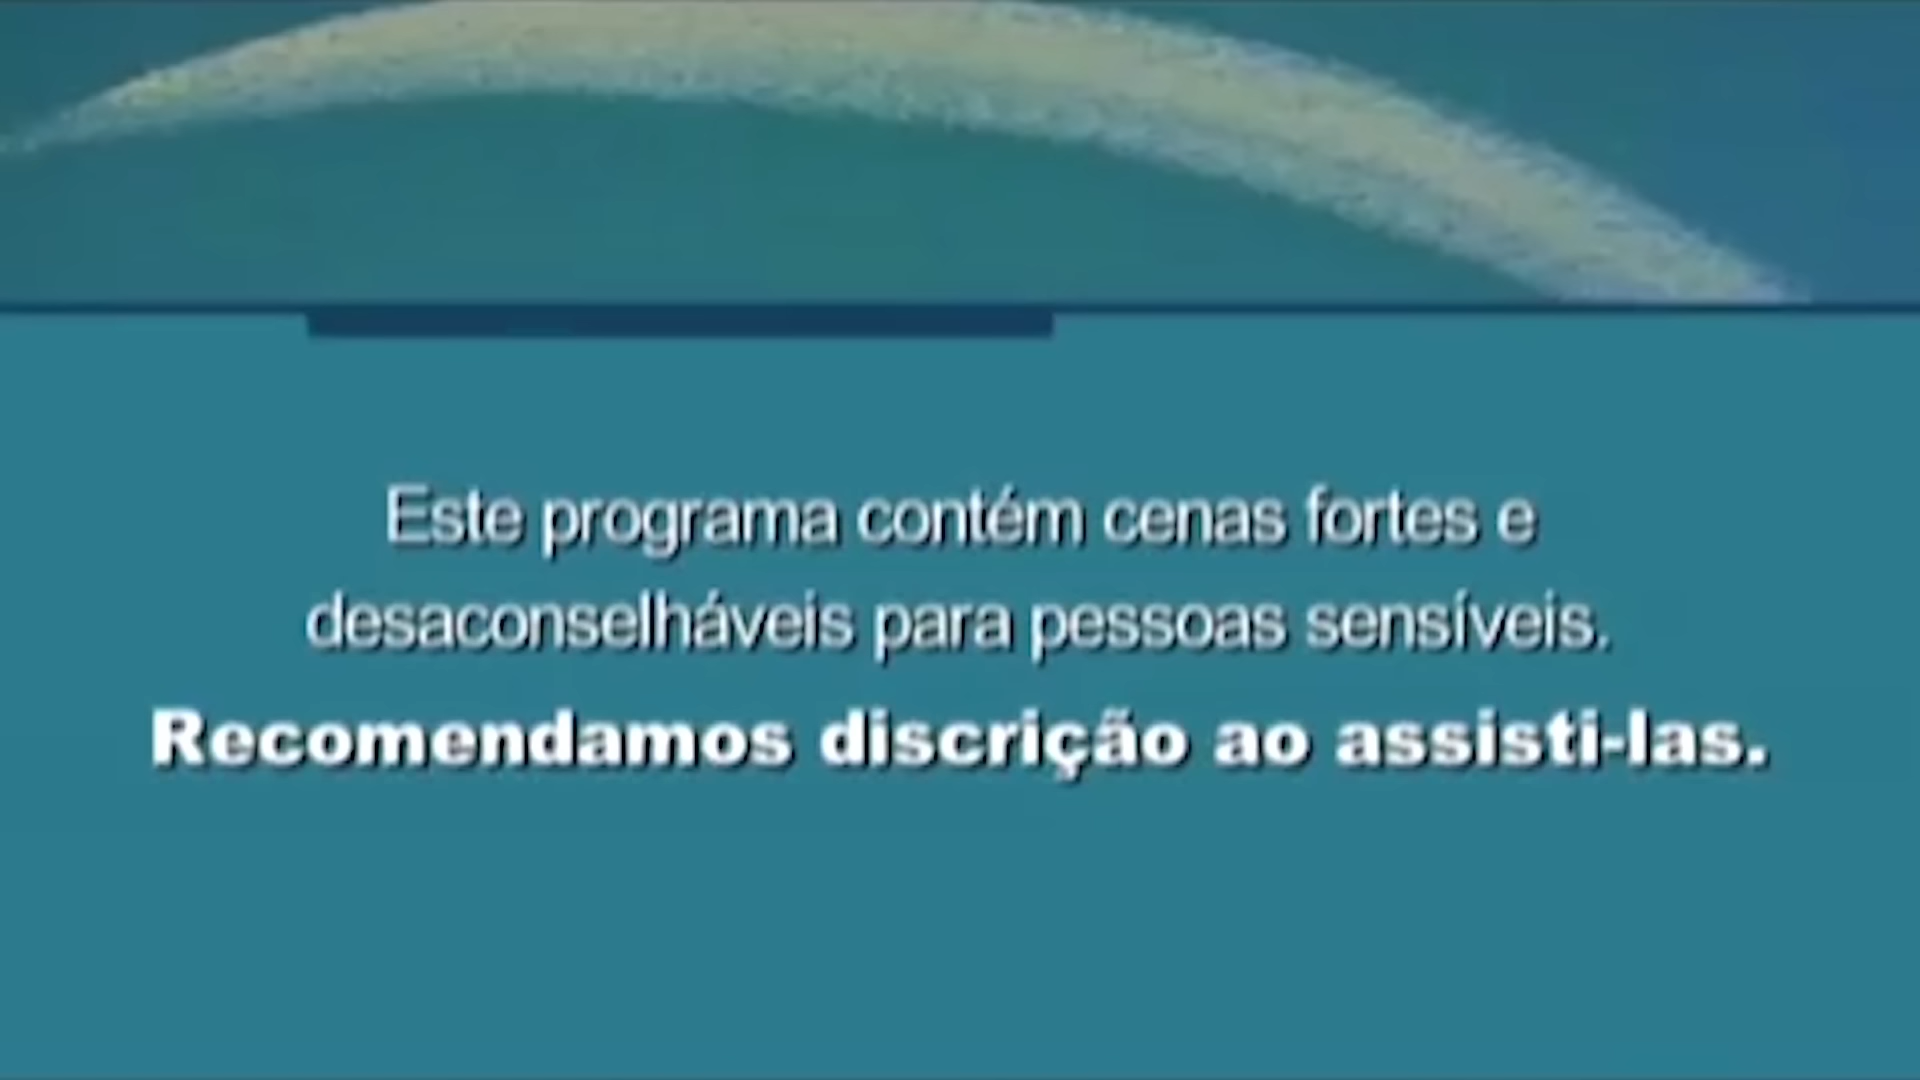 Este programa contém cenas fortes e
desaconselháveis para pessoas sensíveis.
Recomendamos discrição ao assisti-las.